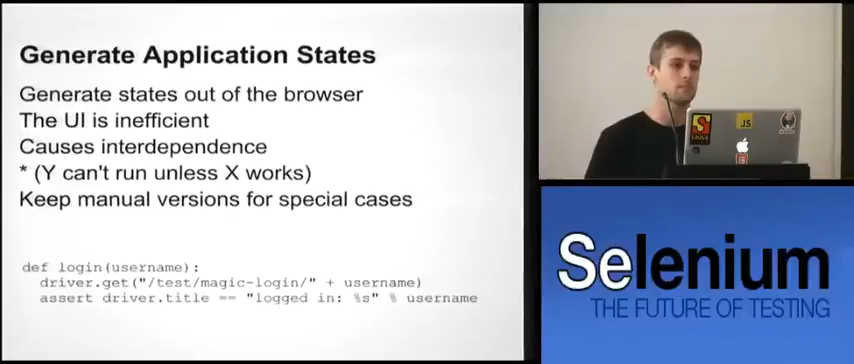 Generate Application States
Generate states out of the browser
The UI is inefficient
Causes interdependence
* (Y can't run unless X works)
Keep manual versions for special cases
def login(username):
driver.get("/test/magic-login/" + username)
assert driver.title == "logged in: %s" % username
JS
Selenium
THE FUTURE OF TESTING